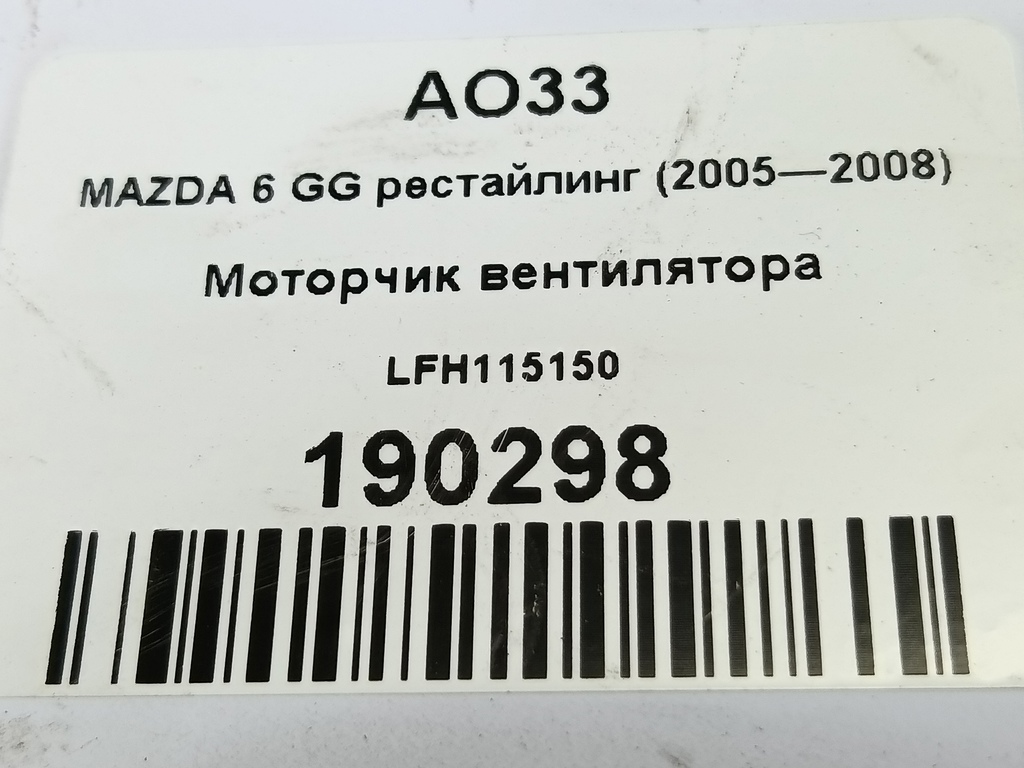 АО33
MAZDA 6 GG рестайлинг (2005—2008)
Моторчик вентилятора
LFH115150
190298